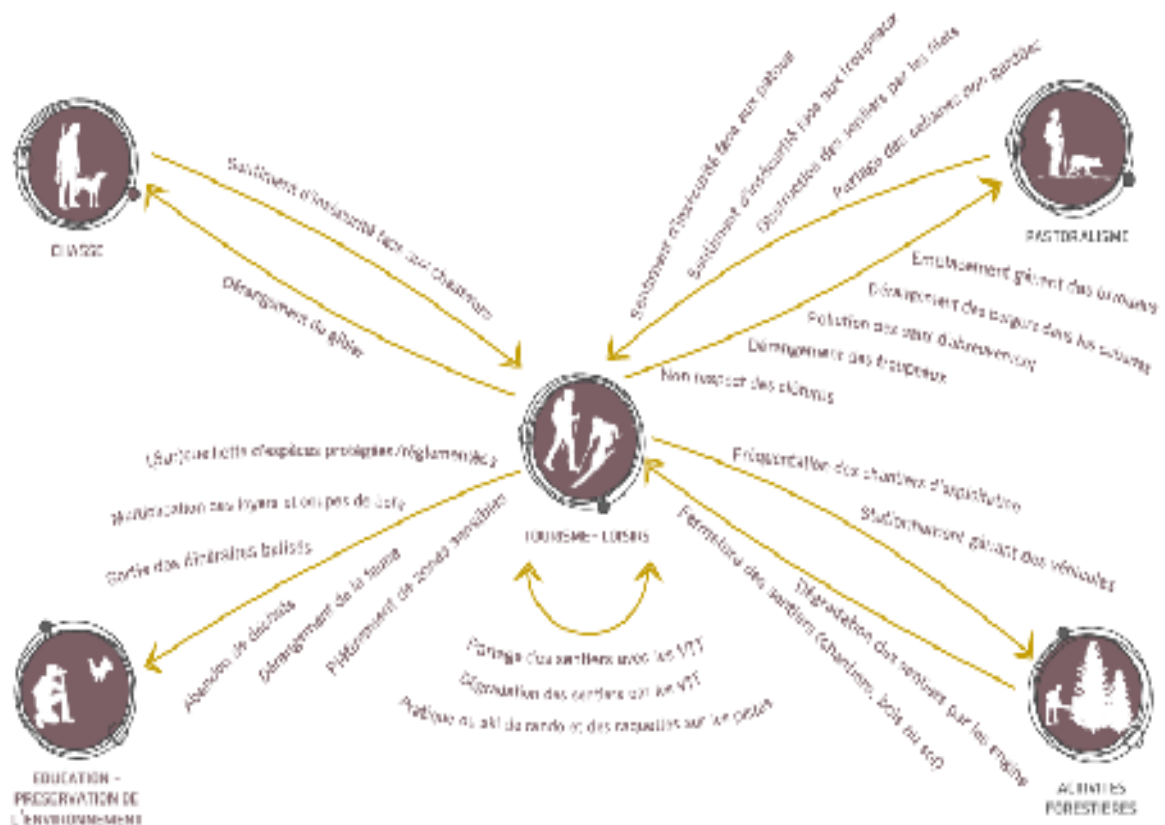 Sentiment d'insécurité face aux patous
Sentiment d'insécurité face aux troupeaux
Obstruction des sentiers par les filets
Partage des cabanes non gardées
CHASSE
PASTORALISME
Sentiment d'insécurité face aux chasseurs
Dérangement du gibier
Emplacement gênant des bivouacs
Dérangement des bergers dans les cabanes
Pollution des eaux d'abreuvement
Dérangement des troupeaux
Non respect des clôtures
TOURISME - LOISIRS
(Sur)cueillette d'espèces protégées/réglementées
Multiplication des foyers et coupes de bois
Sortie des itinéraires balisés
Abandon de déchets
Dérangement de la faune
Piétinement de zones sensibles
Fréquentation des chantiers d'exploitation
Stationnement gênant des véhicules
Dégradation des sentiers par les engins
Fermeture des sentiers (chantiers, bois au sol)
Partage des sentiers avec les VTT
Dégradation des sentiers par les VTT
Pratique du ski de rando et des raquettes sur les pistes
EDUCATION -
PRESERVATION DE
L'ENVIRONNEMENT
ACTIVITES
FORESTIERES